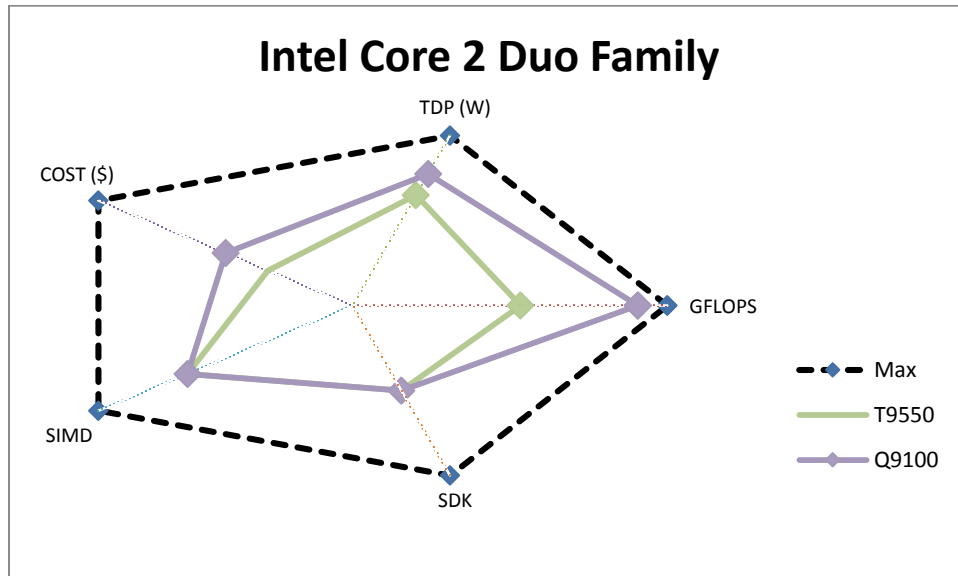 Intel Core 2 Duo Family
TDP (W)
COST ($)
GFLOPS
SIMD
SDK
Max
T9550
Q9100